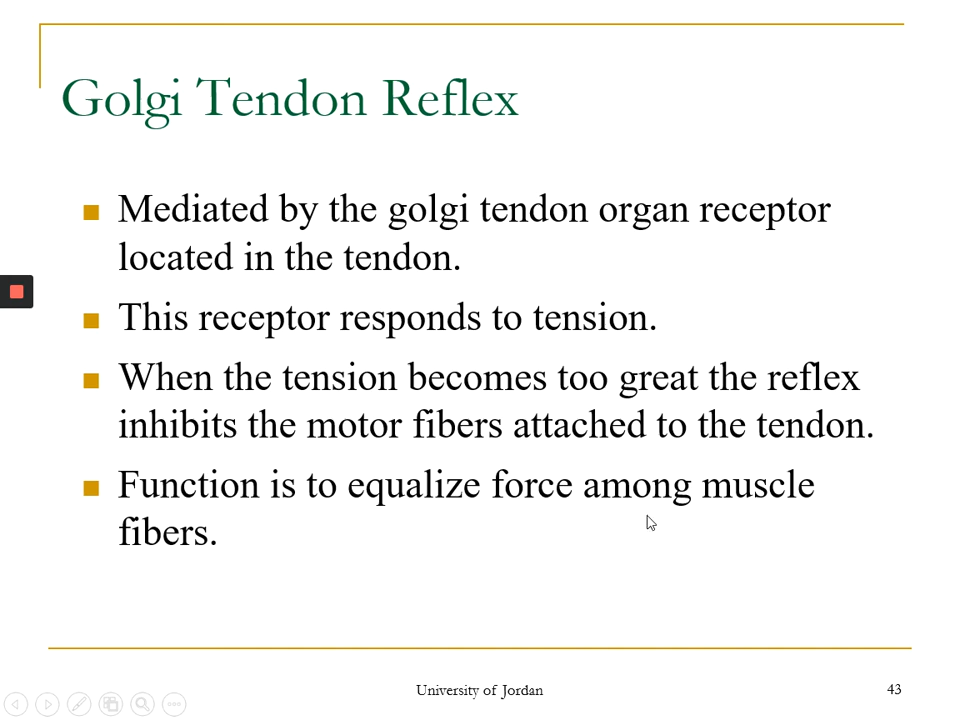 Golgi Tendon Reflex
Mediated by the golgi tendon organ receptor
located in the tendon.
This receptor responds to tension.
When the tension becomes too great the reflex
inhibits the motor fibers attached to the tendon.
Function is to equalize force among muscle
fibers.
University of Jordan
43